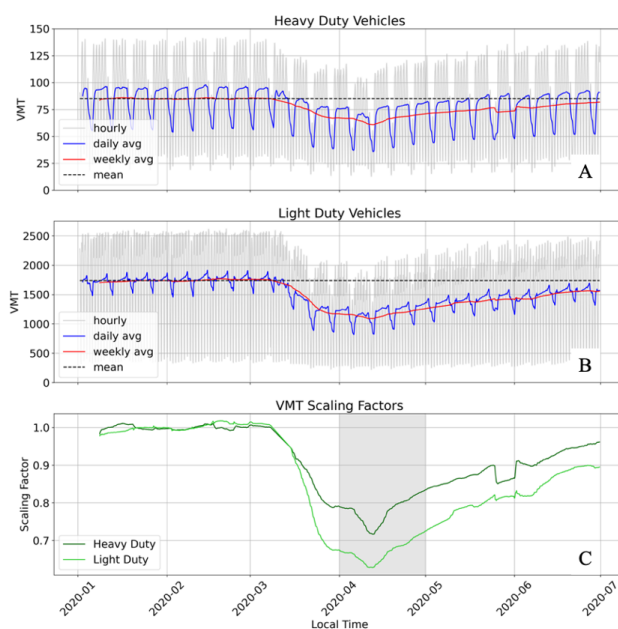 Heavy Duty Vehicles
150
125
100
75
50
25
0
VMT
hourly
daily avg
weekly avg
mean
A
Light Duty Vehicles
2500
2000
1500
1000
500
0
VMT
hourly
daily avg
weekly avg
mean
B
VMT Scaling Factors
1.0
0.9
0.8
0.7
Scaling Factor
Heavy Duty
Light Duty
C
2020-01
2020-02
2020-03
2020-04
2020-05
2020-06
2020-07
Local Time